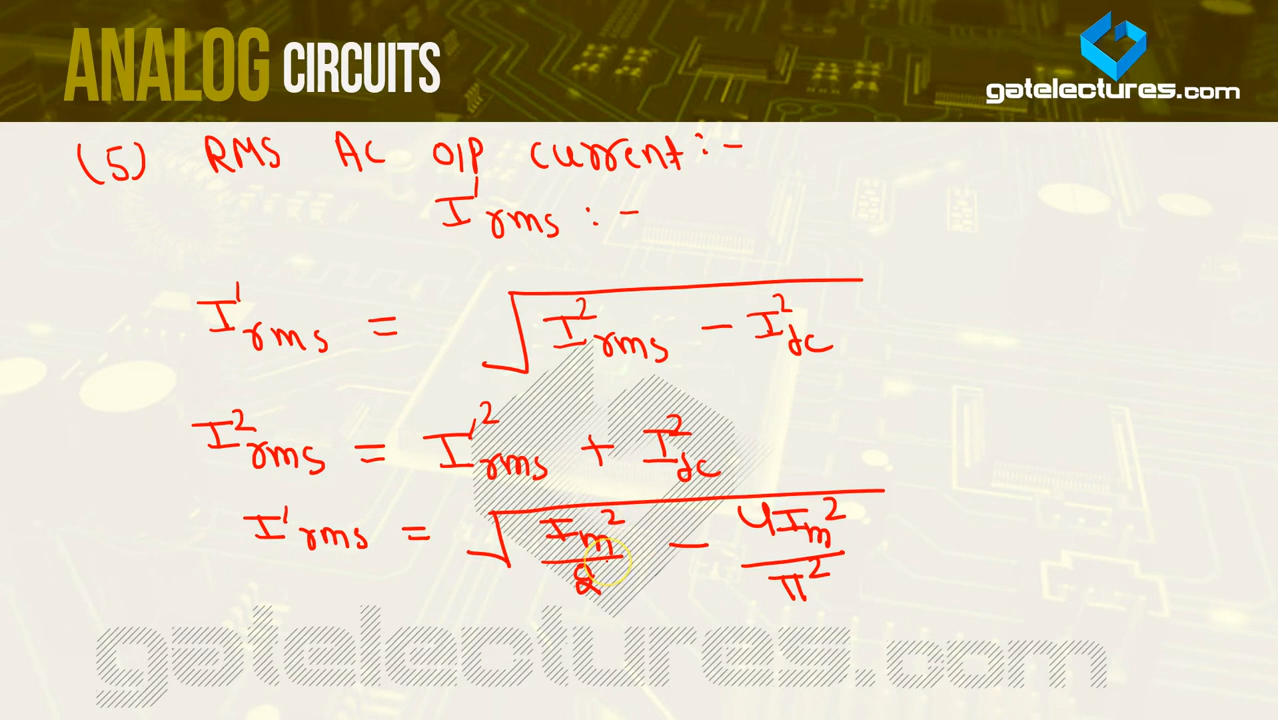 ANALOG CIRCUITS
gatelectures.com
(5) RMS AC O/P current :-
I'rms :-
I'rms = √(I²rms - I²dc)
I²rms = I'²rms + I²dc
I'rms = √(Im²/2 - 4Im²/π²)
gatelectures.com